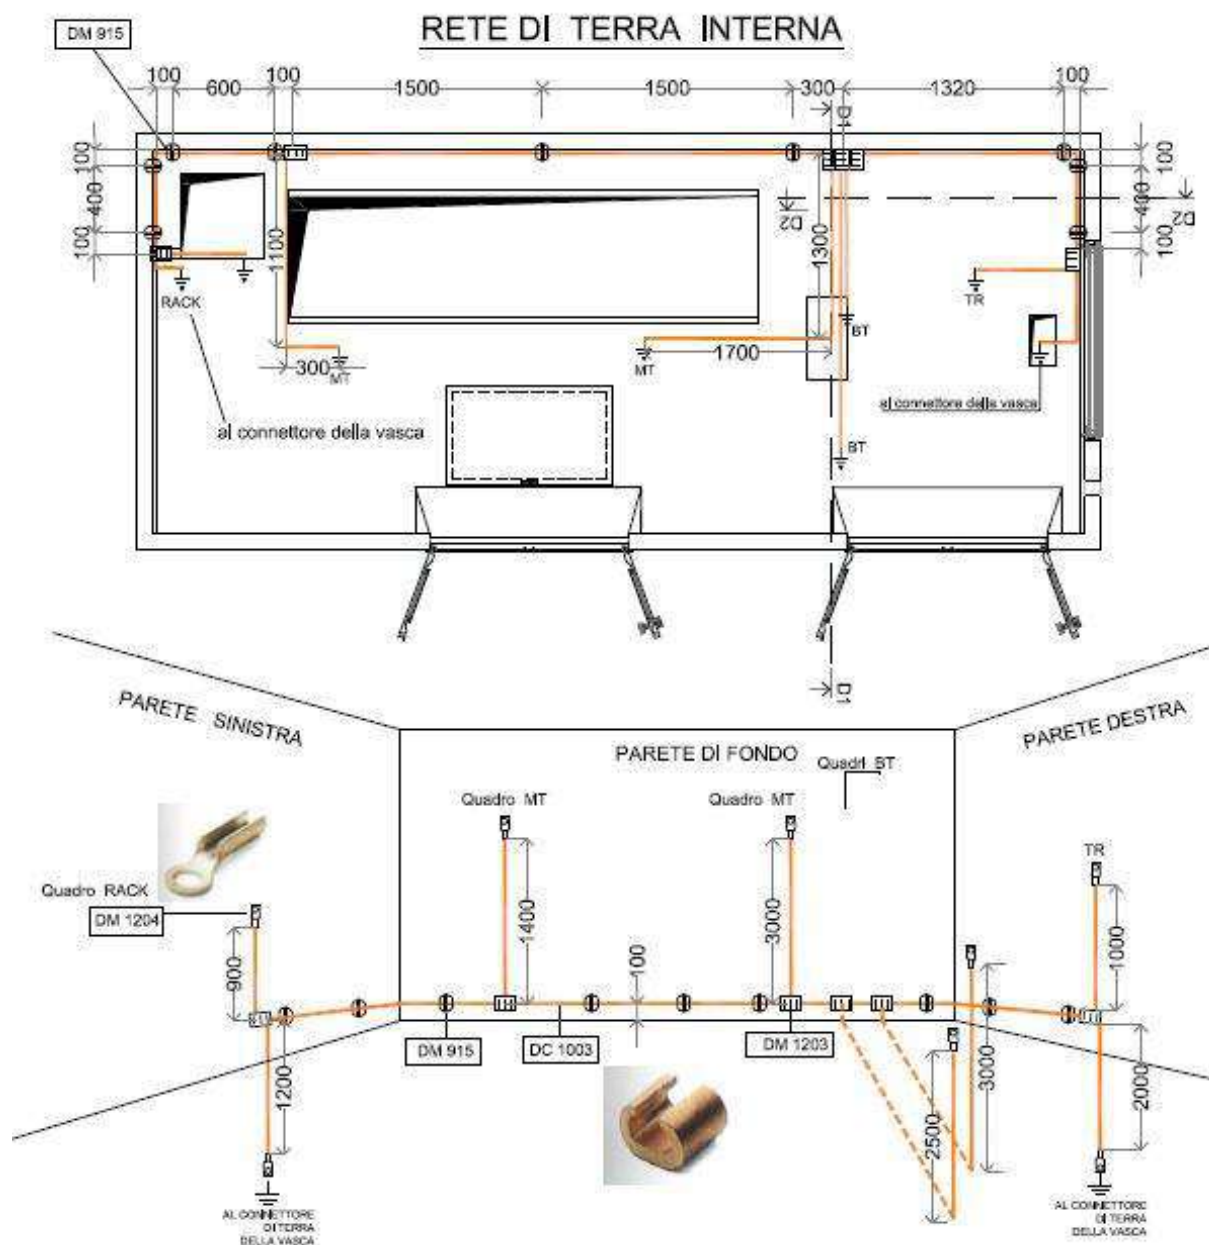 RETE DI TERRA INTERNA
DM 915
100 600 100 1500 1500 300 1320 100
D1
100
400
100
100
400
100
D2
D2
1100
1300
RACK
TR
BT
300
MT
MT
1700
al connettore della vasca
al connettore della vasca
BT
D1
PARETE SINISTRA
PARETE DI FONDO
PARETE DESTRA
Quadri BT
Quadro MT
Quadro MT
TR
Quadro RACK
DM 1204
900
1400
100
3000
1000
DM 915
DC 1003
DM 1203
1200
2500
3000
2000
AL CONNETTORE
DI TERRA
DELLA VASCA
AL CONNETTORE
DI TERRA
DELLA VASCA